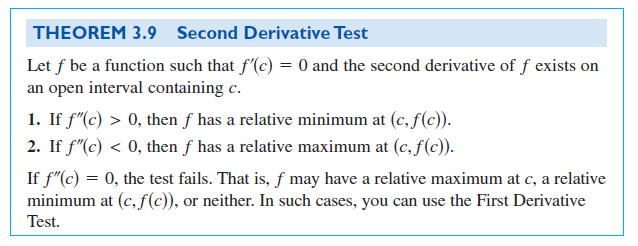 THEOREM 3.9 Second Derivative Test
Let f be a function such that f′(c) = 0 and the second derivative of f exists on
an open interval containing c.
1. If f″(c) > 0, then f has a relative minimum at (c, f(c)).
2. If f″(c) < 0, then f has a relative maximum at (c, f(c)).
If f″(c) = 0, the test fails. That is, f may have a relative maximum at c, a relative
minimum at (c, f(c)), or neither. In such cases, you can use the First Derivative
Test.